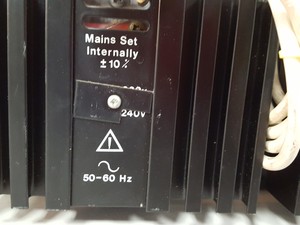 Mains Set
Internally
±10%
240V
50-60 Hz